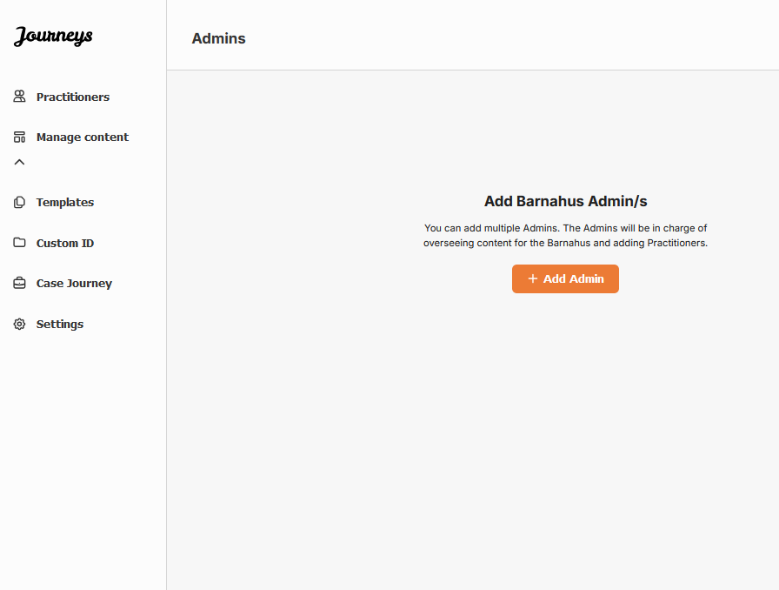 Journeys
Admins
Practitioners
Manage content
Templates
Custom ID
Case Journey
Settings
Add Barnahus Admin/s
You can add multiple Admins. The Admins will be in charge of
overseeing content for the Barnahus and adding Practitioners.
+ Add Admin